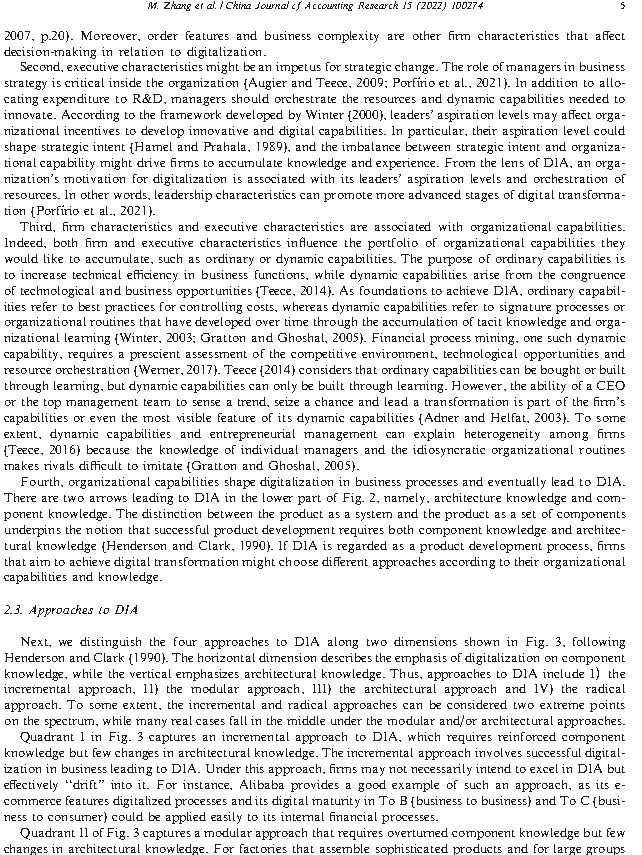 M. Zhang et al. / China Journal of Accounting Research 15 (2022) 100274 5
2007, p.20). Moreover, order features and business complexity are other firm characteristics that affect
decision-making in relation to digitalization.
Second, executive characteristics might be an impetus for strategic change. The role of managers in business
strategy is critical inside the organization (Augier and Teece, 2009; Porfírio et al., 2021). In addition to allo-
cating expenditure to R&D, managers should orchestrate the resources and dynamic capabilities needed to
innovate. According to the framework developed by Winter (2000), leaders' aspiration levels may affect orga-
nizational incentives to develop innovative and digital capabilities. In particular, their aspiration level could
shape strategic intent (Hamel and Prahala, 1989), and the imbalance between strategic intent and organiza-
tional capability might drive firms to accumulate knowledge and experience. From the lens of DIA, an orga-
nization's motivation for digitalization is associated with its leaders' aspiration levels and orchestration of
resources. In other words, leadership characteristics can promote more advanced stages of digital transforma-
tion (Porfírio et al., 2021).
Third, firm characteristics and executive characteristics are associated with organizational capabilities.
Indeed, both firm and executive characteristics influence the portfolio of organizational capabilities they
would like to accumulate, such as ordinary or dynamic capabilities. The purpose of ordinary capabilities is
to increase technical efficiency in business functions, while dynamic capabilities arise from the congruence
of technological and business opportunities (Teece, 2014). As foundations to achieve DIA, ordinary capabil-
ities refer to best practices for controlling costs, whereas dynamic capabilities refer to signature processes or
organizational routines that have developed over time through the accumulation of tacit knowledge and orga-
nizational learning (Winter, 2003; Gratton and Ghoshal, 2005). Financial process mining, one such dynamic
capability, requires a prescient assessment of the competitive environment, technological opportunities and
resource orchestration (Werner, 2017). Teece (2014) considers that ordinary capabilities can be bought or built
through learning, but dynamic capabilities can only be built through learning. However, the ability of a CEO
or the top management team to sense a trend, seize a chance and lead a transformation is part of the firm's
capabilities or even the most visible feature of its dynamic capabilities (Adner and Helfat, 2003). To some
extent, dynamic capabilities and entrepreneurial management can explain heterogeneity among firms
(Teece, 2016) because the knowledge of individual managers and the idiosyncratic organizational routines
makes rivals difficult to imitate (Gratton and Ghoshal, 2005).
Fourth, organizational capabilities shape digitalization in business processes and eventually lead to DIA.
There are two arrows leading to DIA in the lower part of Fig. 2, namely, architecture knowledge and com-
ponent knowledge. The distinction between the product as a system and the product as a set of components
underpins the notion that successful product development requires both component knowledge and architec-
tural knowledge (Henderson and Clark, 1990). If DIA is regarded as a product development process, firms
that aim to achieve digital transformation might choose different approaches according to their organizational
capabilities and knowledge.
2.3. Approaches to DIA
Next, we distinguish the four approaches to DIA along two dimensions shown in Fig. 3, following
Henderson and Clark (1990). The horizontal dimension describes the emphasis of digitalization on component
knowledge, while the vertical emphasizes architectural knowledge. Thus, approaches to DIA include I) the
incremental approach, II) the modular approach, III) the architectural approach and IV) the radical
approach. To some extent, the incremental and radical approaches can be considered two extreme points
on the spectrum, while many real cases fall in the middle under the modular and/or architectural approaches.
Quadrant I in Fig. 3 captures an incremental approach to DIA, which requires reinforced component
knowledge but few changes in architectural knowledge. The incremental approach involves successful digital-
ization in business leading to DIA. Under this approach, firms may not necessarily intend to excel in DIA but
effectively "drift" into it. For instance, Alibaba provides a good example of such an approach, as its e-
commerce features digitalized processes and its digital maturity in To B (business to business) and To C (busi-
ness to consumer) could be applied easily to its internal financial processes.
Quadrant II of Fig. 3 captures a modular approach that requires overturned component knowledge but few
changes in architectural knowledge. For factories that assemble sophisticated products and for large groups